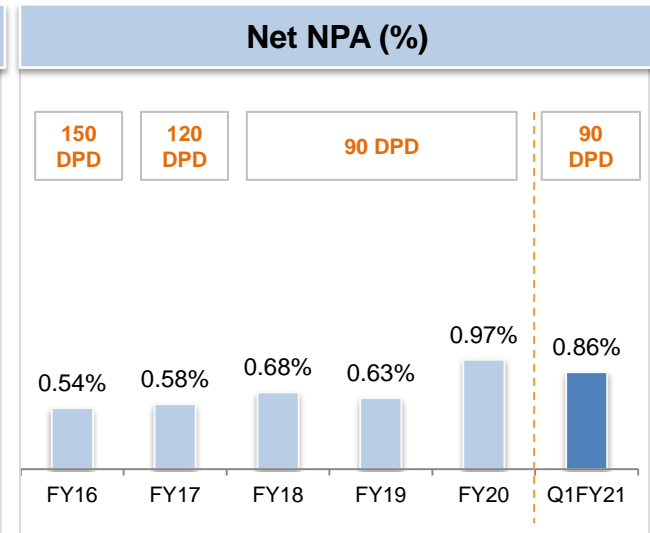 Net NPA (%)
150
DPD
120
DPD
90 DPD
90
DPD
0.54%
0.58%
0.68%
0.63%
0.97%
0.86%
FY16
FY17
FY18
FY19
FY20
Q1FY21